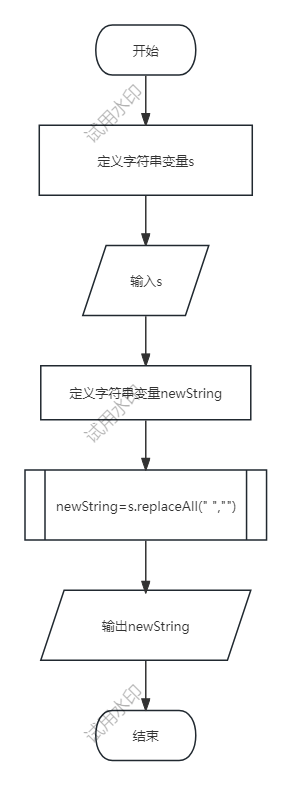 开始
试用水印
定义字符串变量s
输入s
定义字符串变量newString
试用水印
newString=s.replaceAll(" ","")
输出newString
试用水印
结束